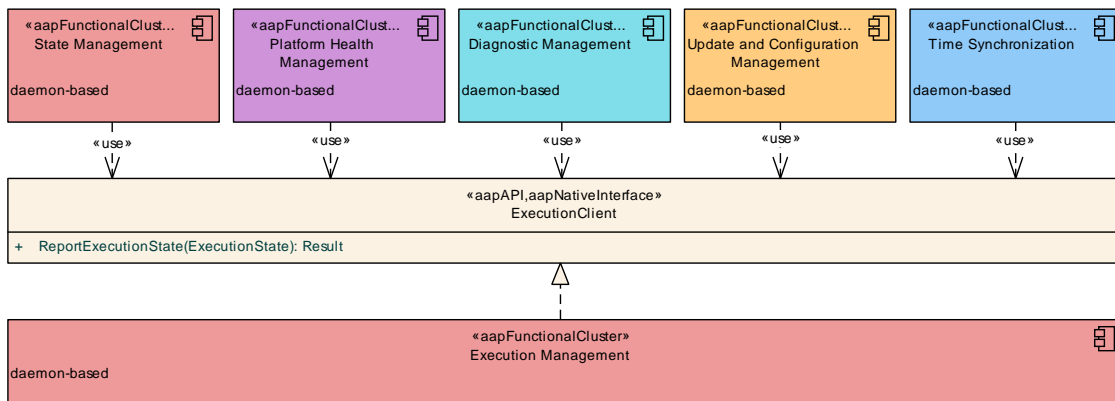 «aapFunctionalClust...
State Management
daemon-based
«aapFunctionalClust...
Platform Health
Management
daemon-based
«aapFunctionalClust...
Diagnostic Management
daemon-based
«aapFunctionalClust...
Update and Configuration
Management
daemon-based
«aapFunctionalClust...
Time Synchronization
daemon-based
«use»
«use»
«use»
«use»
«use»
«aapAPI,aapNativeInterface»
ExecutionClient
+ ReportExecutionState(ExecutionState): Result
«aapFunctionalCluster»
Execution Management
daemon-based